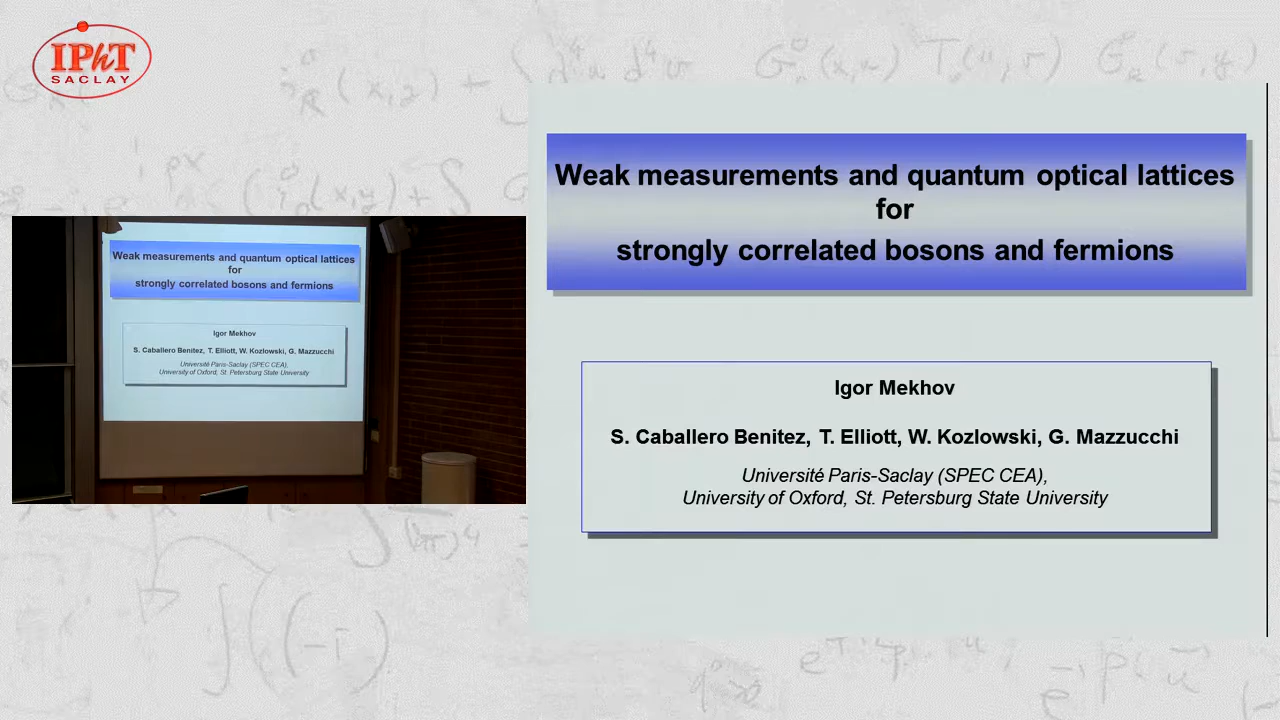 IPhT
SACLAY
Weak measurements and quantum optical lattices
for
strongly correlated bosons and fermions
Igor Mekhov
S. Caballero Benitez, T. Elliott, W. Kozlowski, G. Mazzucchi
Université Paris-Saclay (SPEC CEA),
University of Oxford, St. Petersburg State University
Weak measurements and quantum optical lattices
for
strongly correlated bosons and fermions
Igor Mekhov
S. Caballero Benitez, T. Elliott, W. Kozlowski, G. Mazzucchi
Université Paris-Saclay (SPEC CEA),
University of Oxford, St. Petersburg State University